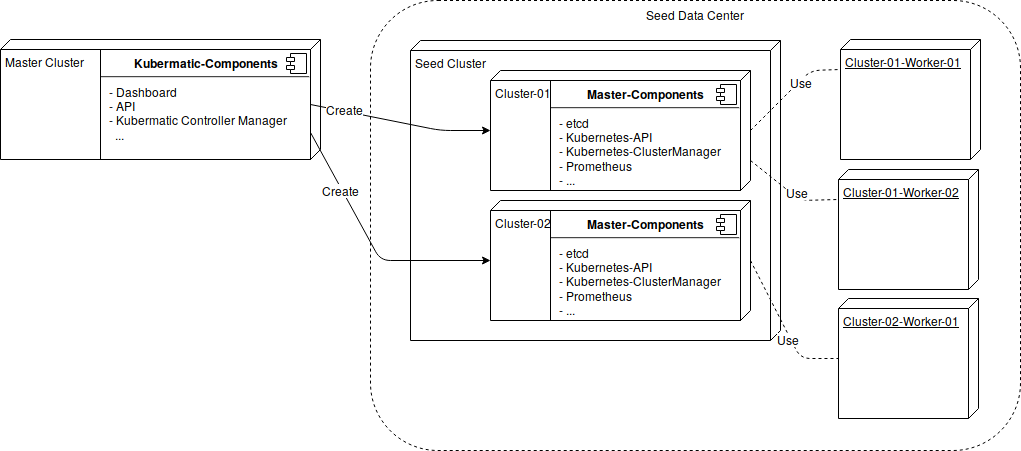 Seed Data Center
Master Cluster
Kubermatic-Components
- Dashboard
- API
- Kubermatic Controller Manager
...
Create
Create
Seed Cluster
Cluster-01
Master-Components
- etcd
- Kubernetes-API
- Kubernetes-ClusterManager
- Prometheus
- ...
Cluster-02
Master-Components
- etcd
- Kubernetes-API
- Kubernetes-ClusterManager
- Prometheus
- ...
Use
Use
Use
Cluster-01-Worker-01
Cluster-01-Worker-02
Cluster-02-Worker-01